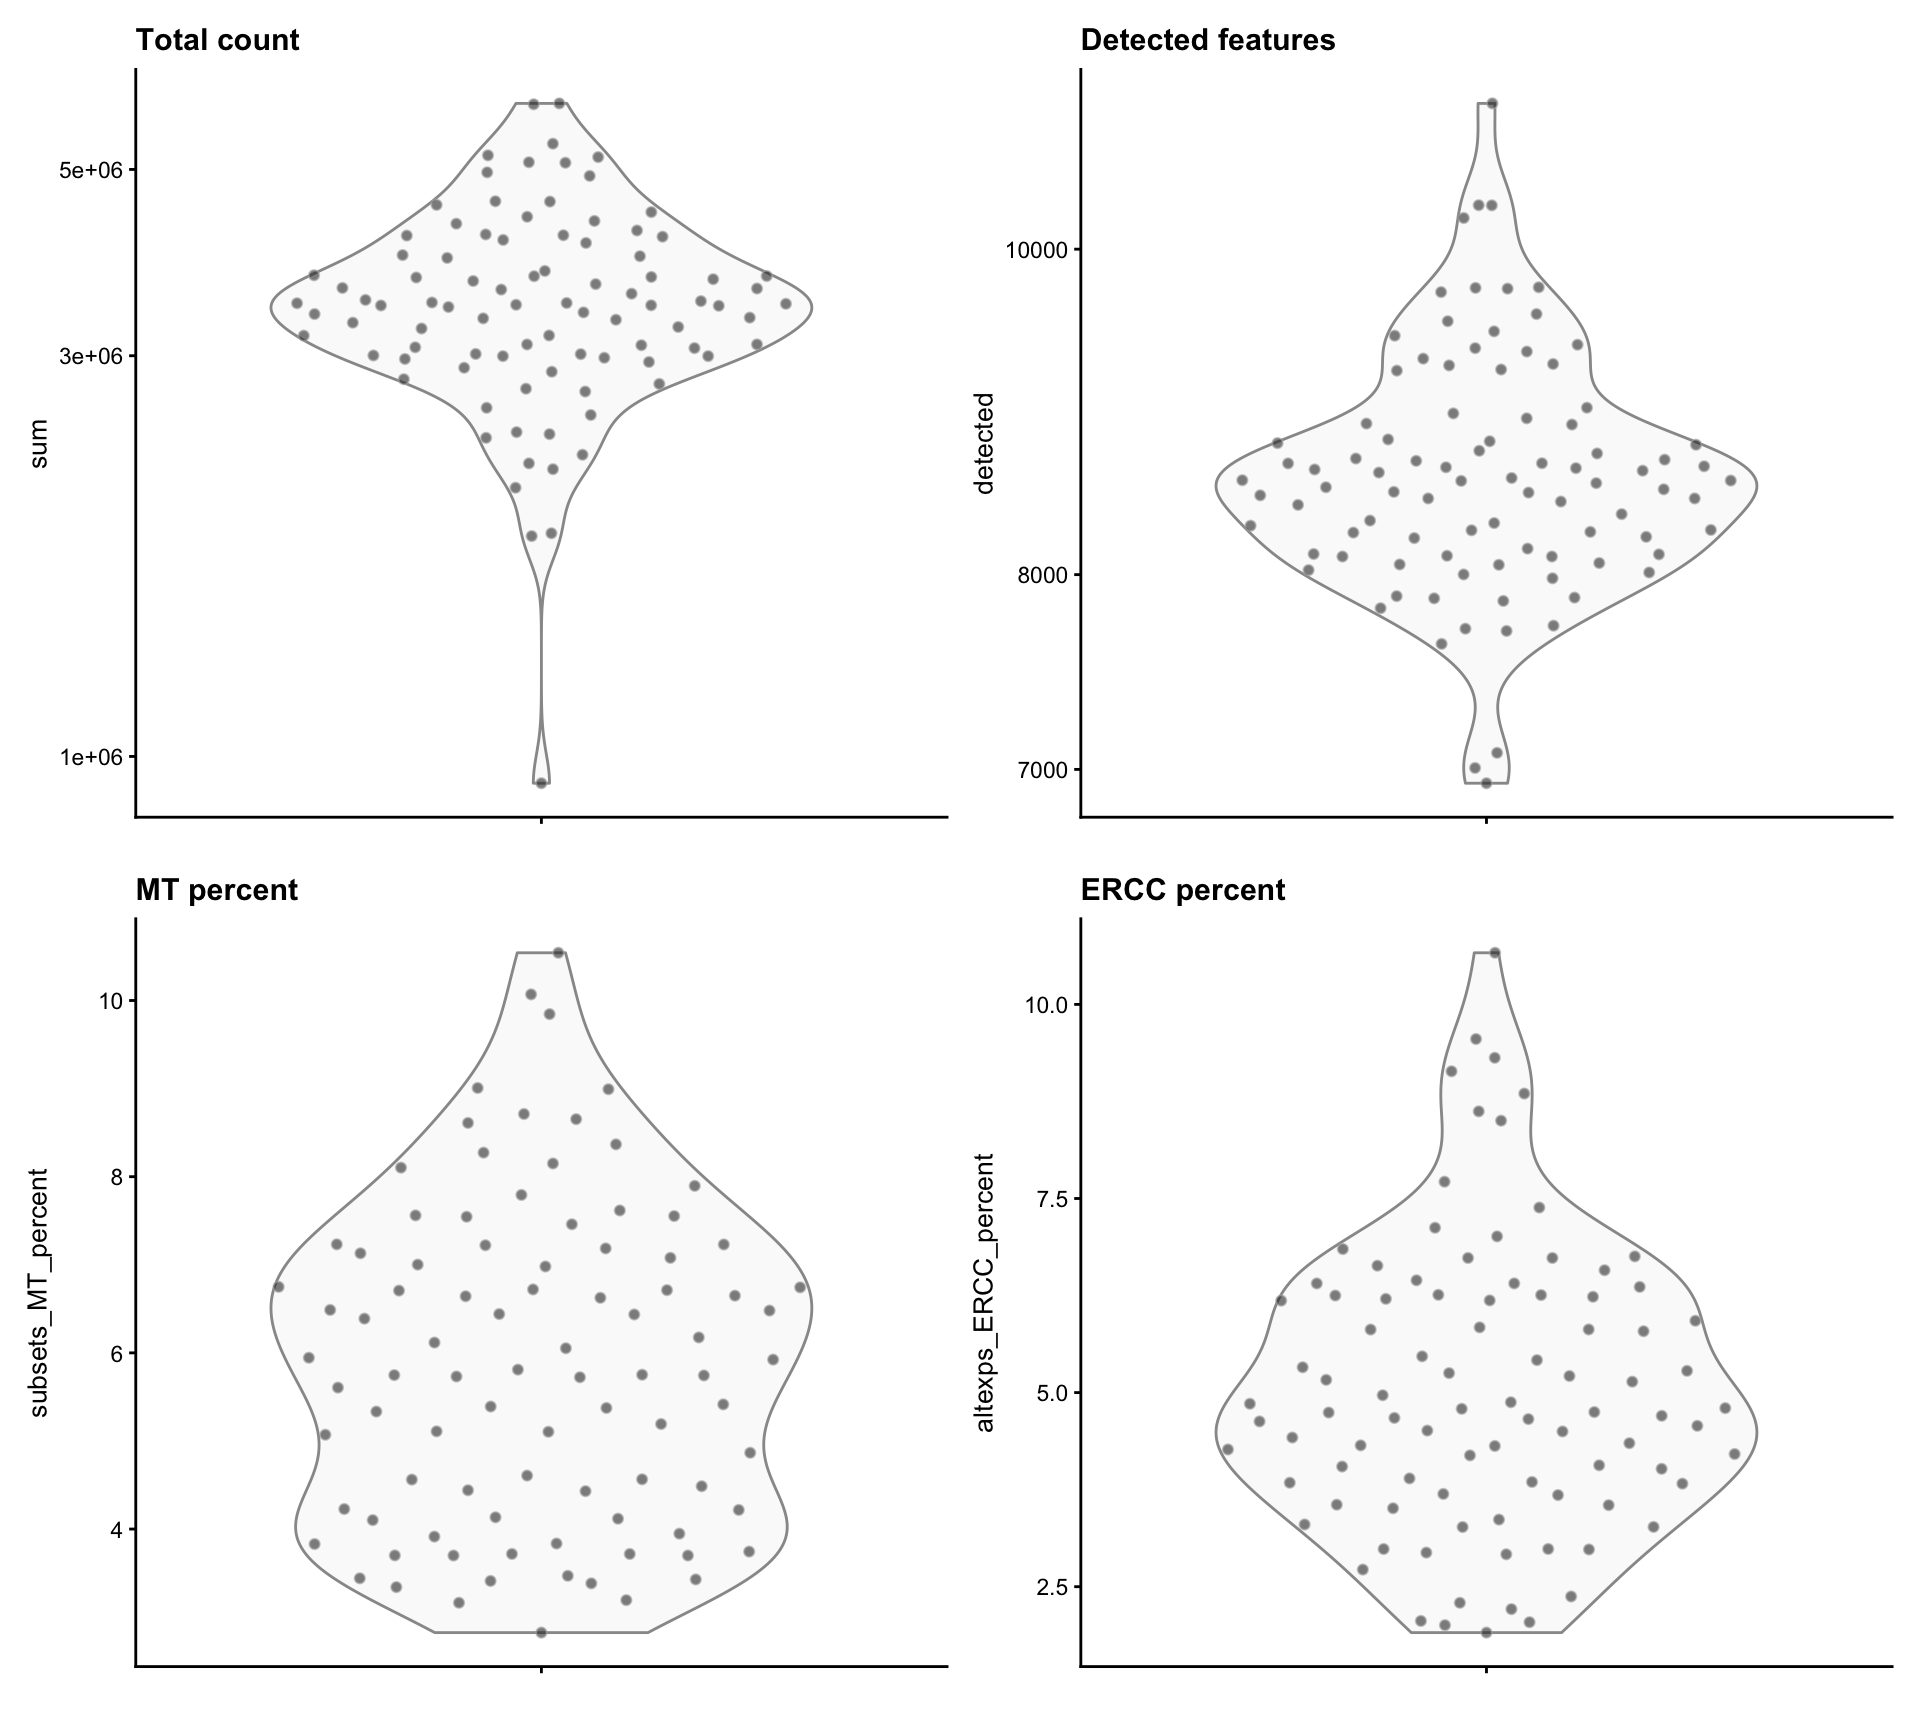 Total count
5e+06
3e+06
1e+06
sum
Detected features
10000
8000
7000
detected
MT percent
10
8
6
4
subsets_MT_percent
ERCC percent
10.0
7.5
5.0
2.5
altexps_ERCC_percent